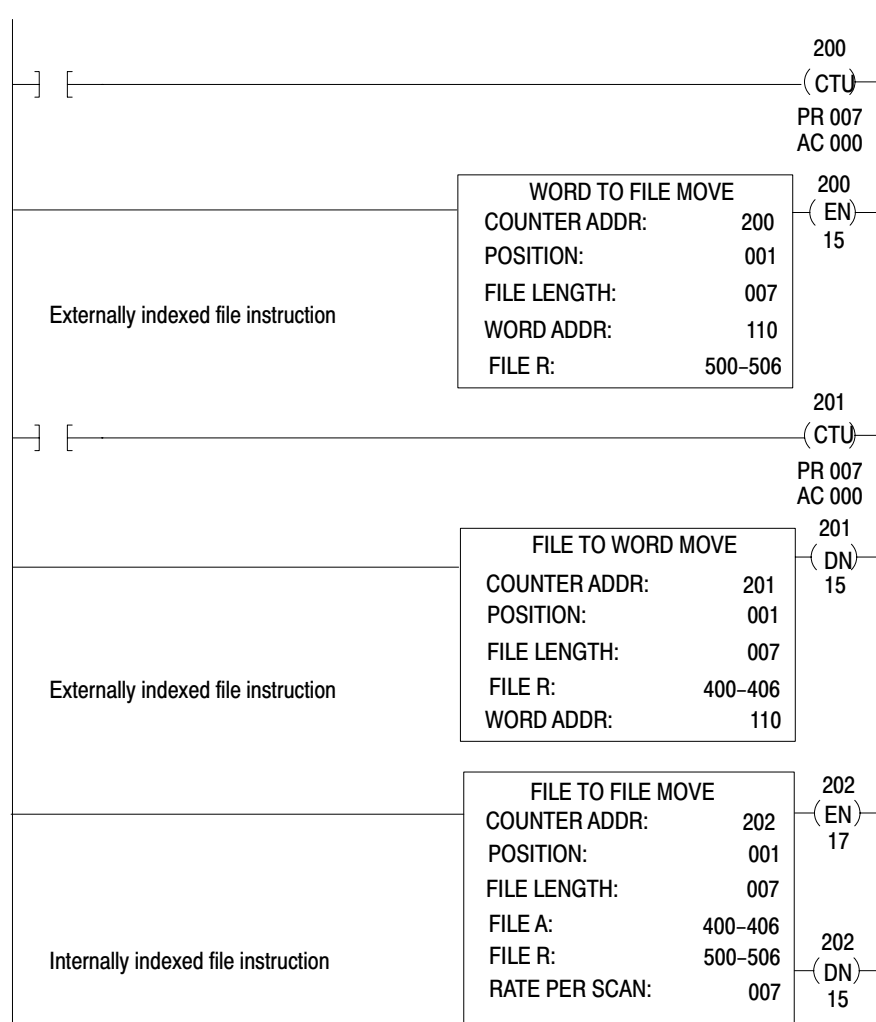 200
(CTU)
PR 007
AC 000
WORD TO FILE MOVE
COUNTER ADDR: 200
POSITION: 001
FILE LENGTH: 007
WORD ADDR: 110
FILE R: 500–506
200
(EN)
15
Externally indexed file instruction
201
(CTU)
PR 007
AC 000
FILE TO WORD MOVE
COUNTER ADDR: 201
POSITION: 001
FILE LENGTH: 007
FILE R: 400–406
WORD ADDR: 110
201
(DN)
15
Externally indexed file instruction
FILE TO FILE MOVE
COUNTER ADDR: 202
POSITION: 001
FILE LENGTH: 007
FILE A: 400–406
FILE R: 500–506
RATE PER SCAN: 007
202
(EN)
17
202
(DN)
15
Internally indexed file instruction